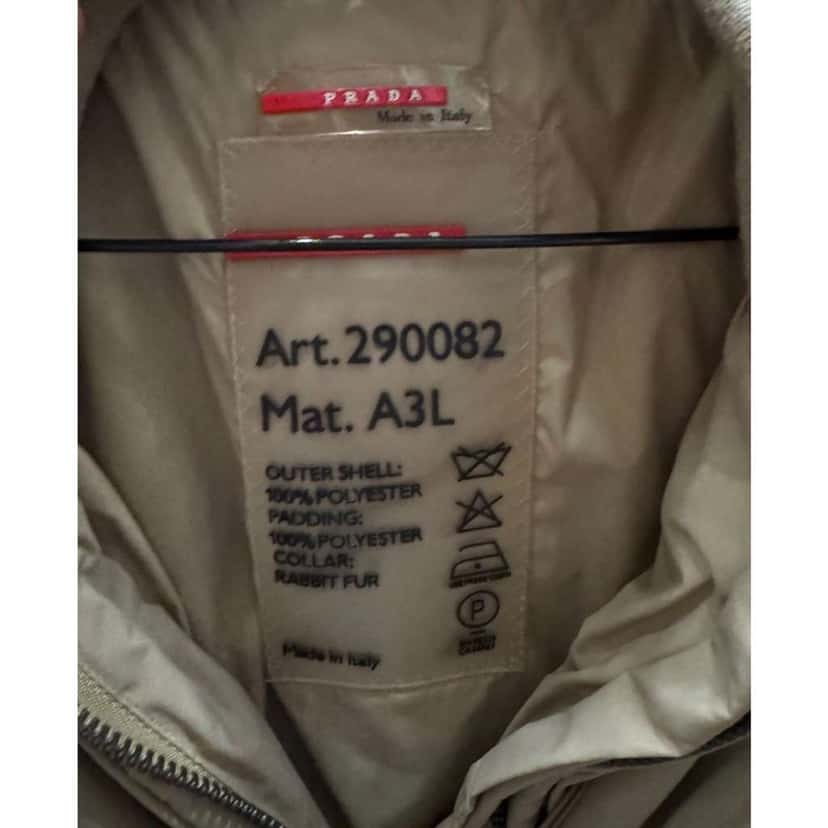 PRADA
Made in Italy
Art.290082
Mat. A3L
OUTER SHELL:
100% POLYESTER
PADDING:
100% POLYESTER
COLLAR:
RABBIT FUR
P
Made in Italy